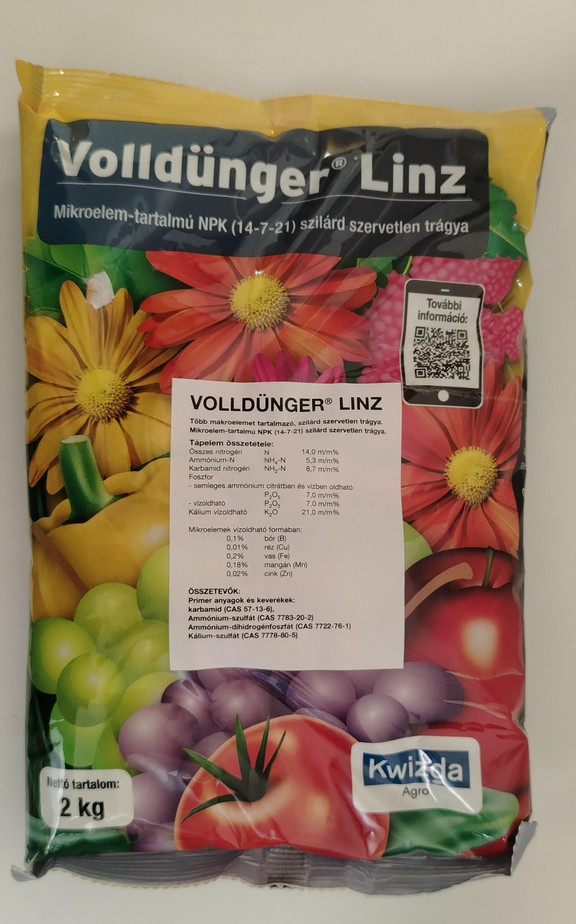 Volldünger® Linz
Mikroelem-tartalmú NPK (14-7-21) szilárd szervetlen trágya
További
információ:
VOLLDÜNGER® LINZ
Több makroelemet tartalmazó, szilárd szervetlen trágya.
Mikroelem-tartalmú NPK (14-7-21) szilárd szervetlen trágya.
Tápelem összetétele:
Összes nitrogén N 14,0 m/m%
Ammónium-N NH₄-N 5,3 m/m%
Karbamid nitrogén NH₂-N 8,7 m/m%
Foszfor
- semleges ammónium citrátban és vízben oldható
P₂O₅ 7,0 m/m%
- vízoldható P₂O₅ 7,0 m/m%
Kálium vízoldható K₂O 21,0 m/m%
Mikroelemek vízoldható formában:
0,1% bór (B)
0,01% réz (Cu)
0,2% vas (Fe)
0,18% mangán (Mn)
0,02% cink (Zn)
ÖSSZETEVŐK:
Primer anyagok és keverékek:
karbamid (CAS 57-13-6),
Ammónium-szulfát (CAS 7783-20-2)
Ammónium-dihidrogénfoszfát (CAS 7722-76-1)
Kálium-szulfát (CAS 7778-80-5)
Nettó tartalom:
2 kg
Kwizda
Agro